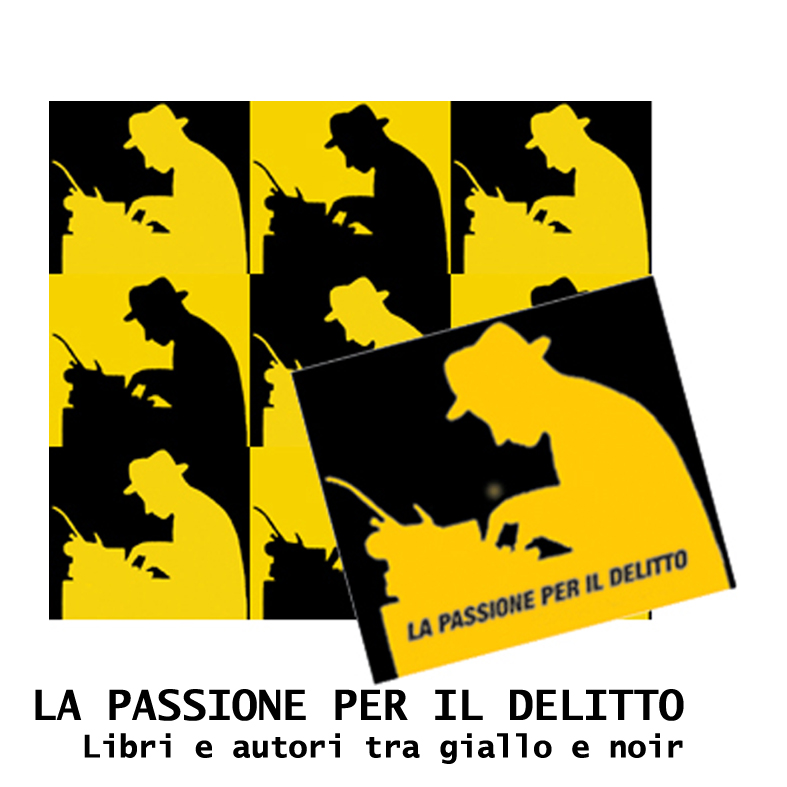 LA PASSIONE PER IL DELITTO
LA PASSIONE PER IL DELITTO
Libri e autori tra giallo e noir